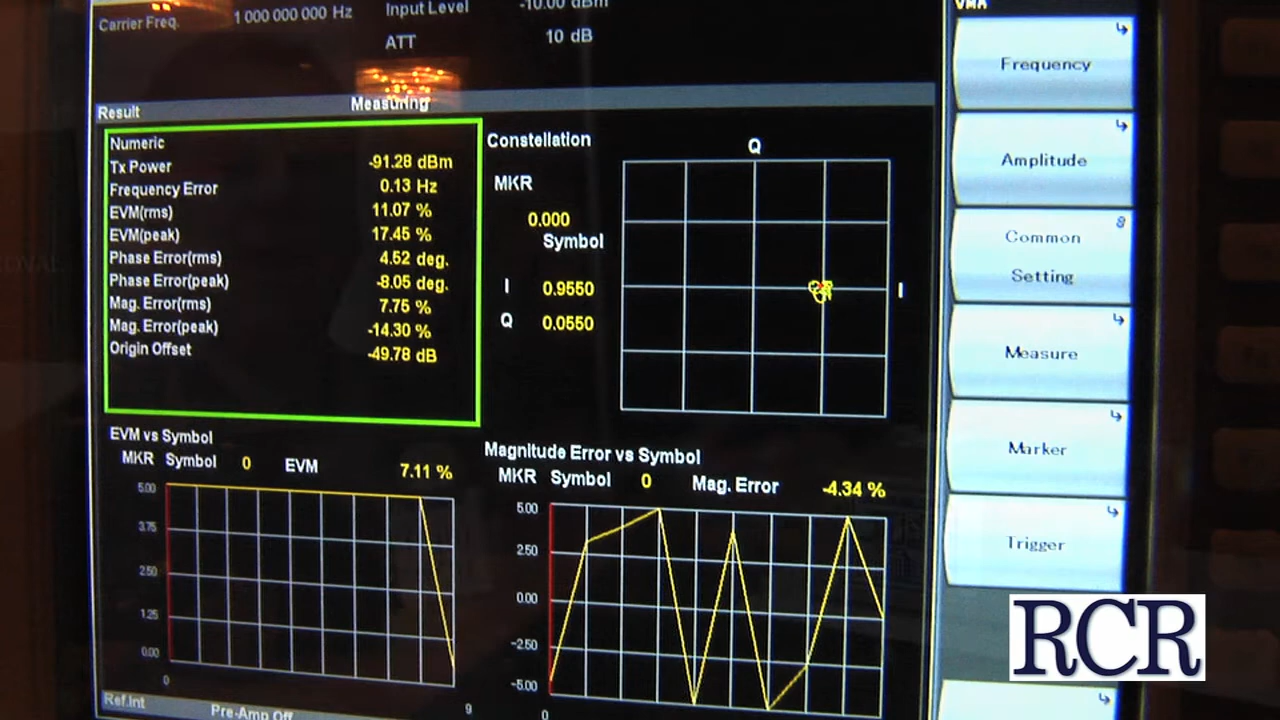 VMA
Carrier Freq. 1 000 000 000 Hz Input Level -10.00 dBm
ATT 10 dB
Result Measuring
Numeric
Tx Power -91.28 dBm
Frequency Error 0.13 Hz
EVM(rms) 11.07 %
EVM(peak) 17.45 %
Phase Error(rms) 4.52 deg.
Phase Error(peak) -8.05 deg.
Mag. Error(rms) 7.75 %
Mag. Error(peak) -14.30 %
Origin Offset -49.78 dB
Constellation
MKR
0.000
Symbol
I 0.9550
Q 0.0550
Q
I
EVM vs Symbol
MKR Symbol 0 EVM 7.11 %
5.00
3.75
2.50
1.25
0.00
0
9
Magnitude Error vs Symbol
MKR Symbol 0 Mag. Error -4.34 %
5.00
2.50
0.00
-2.50
-5.00
0
Ref.Int Pre-Amp Off
Frequency
Amplitude
Common
Setting
Measure
Marker
Trigger
RCR